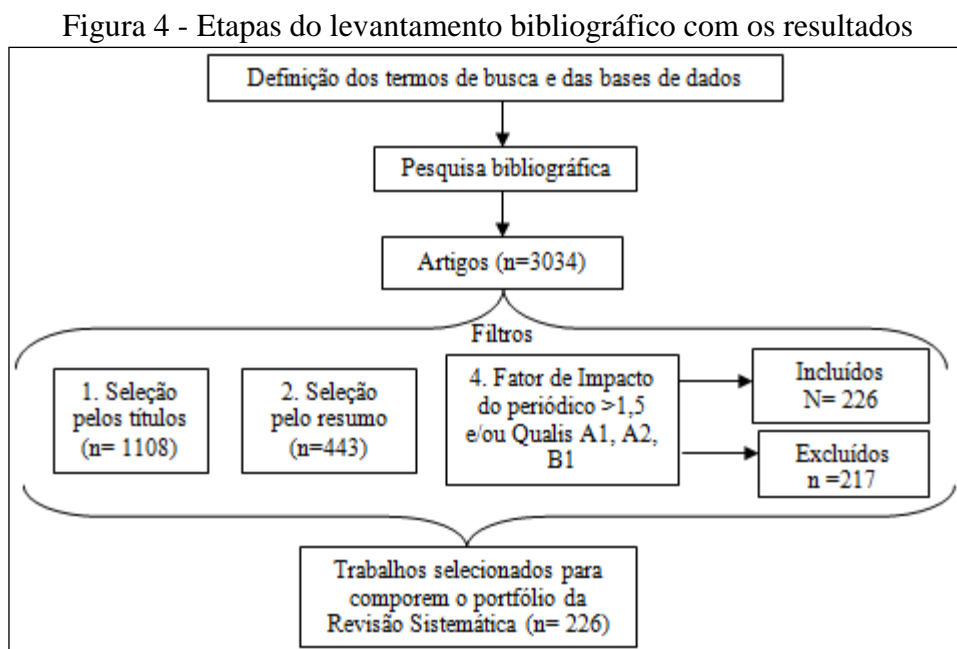 Figura 4 - Etapas do levantamento bibliográfico com os resultados
Definição dos termos de busca e das bases de dados
Pesquisa bibliográfica
Artigos (n=3034)
Filtros
1. Seleção
pelos títulos
(n= 1108)
2. Seleção
pelo resumo
(n=443)
4. Fator de Impacto
do periódico >1,5
e/ou Qualis A1, A2,
B1
Incluídos
N= 226
Excluídos
n =217
Trabalhos selecionados para
comporem o portfólio da
Revisão Sistemática (n= 226)